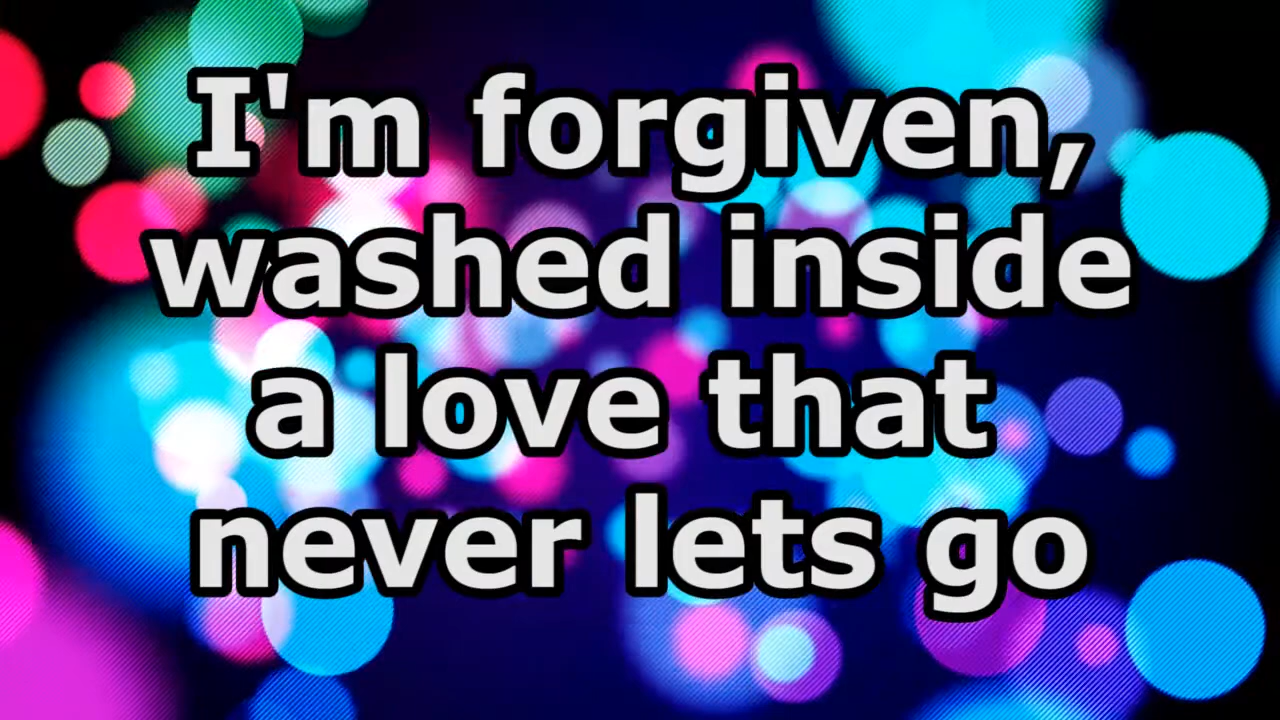 I'm forgiven,
washed inside
a love that
never lets go